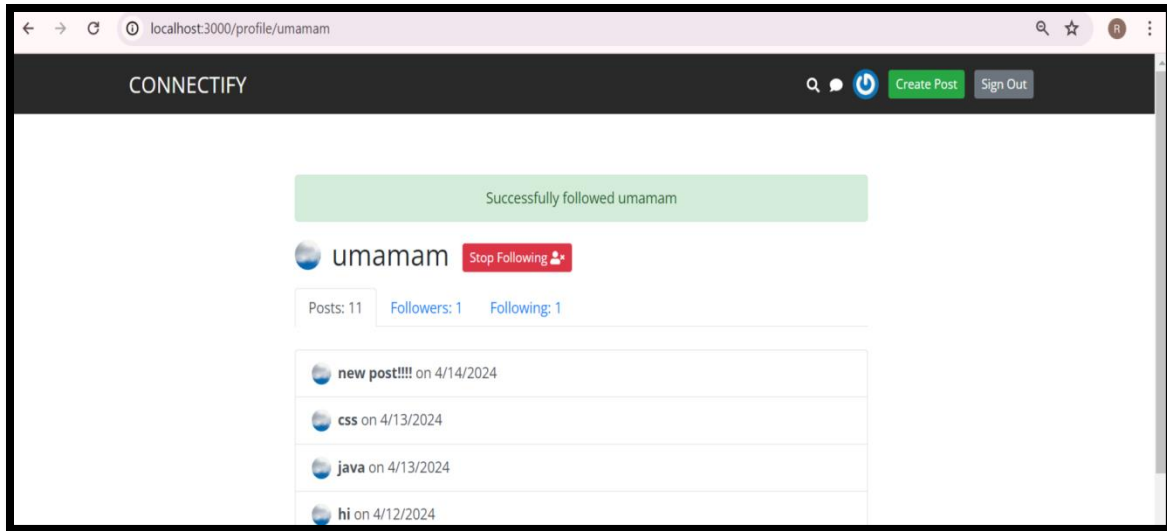 localhost:3000/profile/umamam
R
CONNECTIFY
Create Post
Sign Out
Successfully followed umamam
umamam
Stop Following
Posts: 11
Followers: 1
Following: 1
new post!!!! on 4/14/2024
css on 4/13/2024
java on 4/13/2024
hi on 4/12/2024